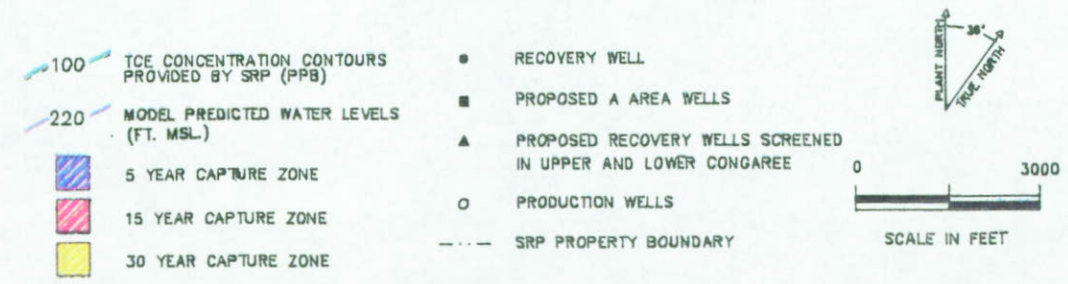 100 TCE CONCENTRATION CONTOURS
PROVIDED BY SRP (PPB)
220 MODEL PREDICTED WATER LEVELS
(FT. MSL.)
5 YEAR CAPTURE ZONE
15 YEAR CAPTURE ZONE
30 YEAR CAPTURE ZONE
RECOVERY WELL
PROPOSED A AREA WELLS
PROPOSED RECOVERY WELLS SCREENED
IN UPPER AND LOWER CONGAREE
PRODUCTION WELLS
SRP PROPERTY BOUNDARY
PLANT NORTH
36°
TRUE NORTH
0 3000
SCALE IN FEET